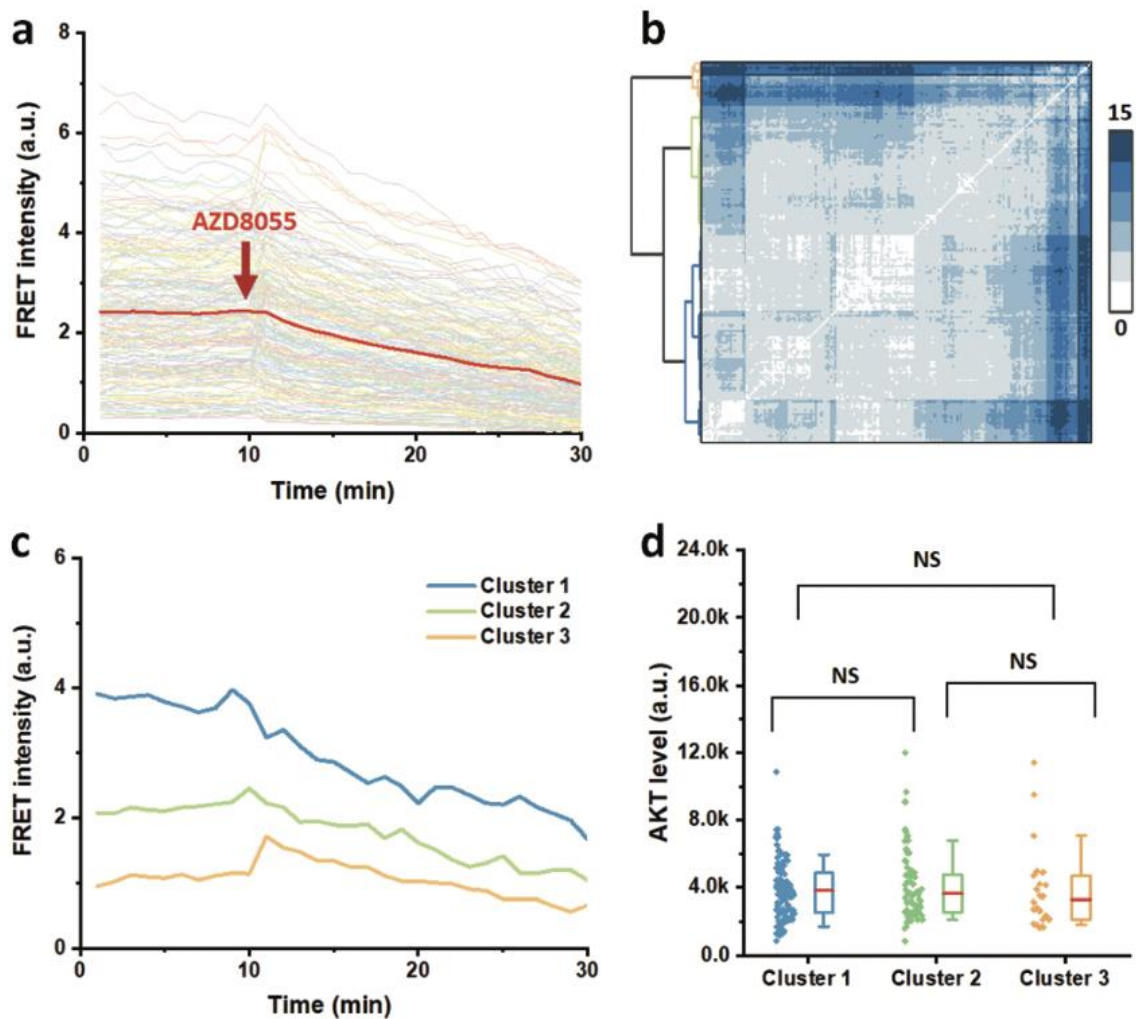 a
8
6
4
2
0
FRET intensity (a.u.)
AZD8055
0
10
20
30
Time (min)
b
15
0
c
6
4
2
0
FRET intensity (a.u.)
Cluster 1
Cluster 2
Cluster 3
0
10
20
30
Time (min)
d
24.0k
20.0k
16.0k
12.0k
8.0k
4.0k
0.0
AKT level (a.u.)
NS
NS
NS
Cluster 1
Cluster 2
Cluster 3